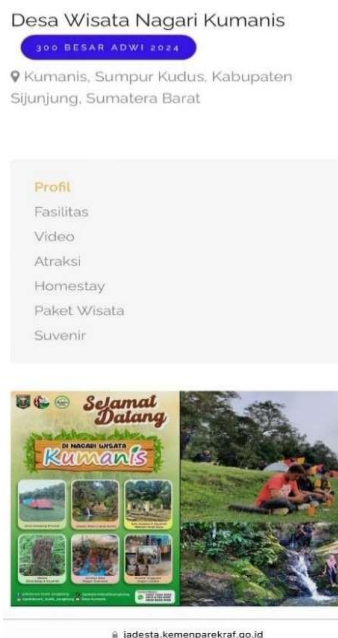 Desa Wisata Nagari Kumanis
300 BESAR ADWI 2024
Kumanis, Sumpur Kudus, Kabupaten
Sijunjung, Sumatera Barat
Profil
Fasilitas
Video
Atraksi
Homestay
Paket Wisata
Suvenir
Selamat
Datang
DI NAGARI WISATA
Kumanis
jadesta.kemenparekraf.go.id